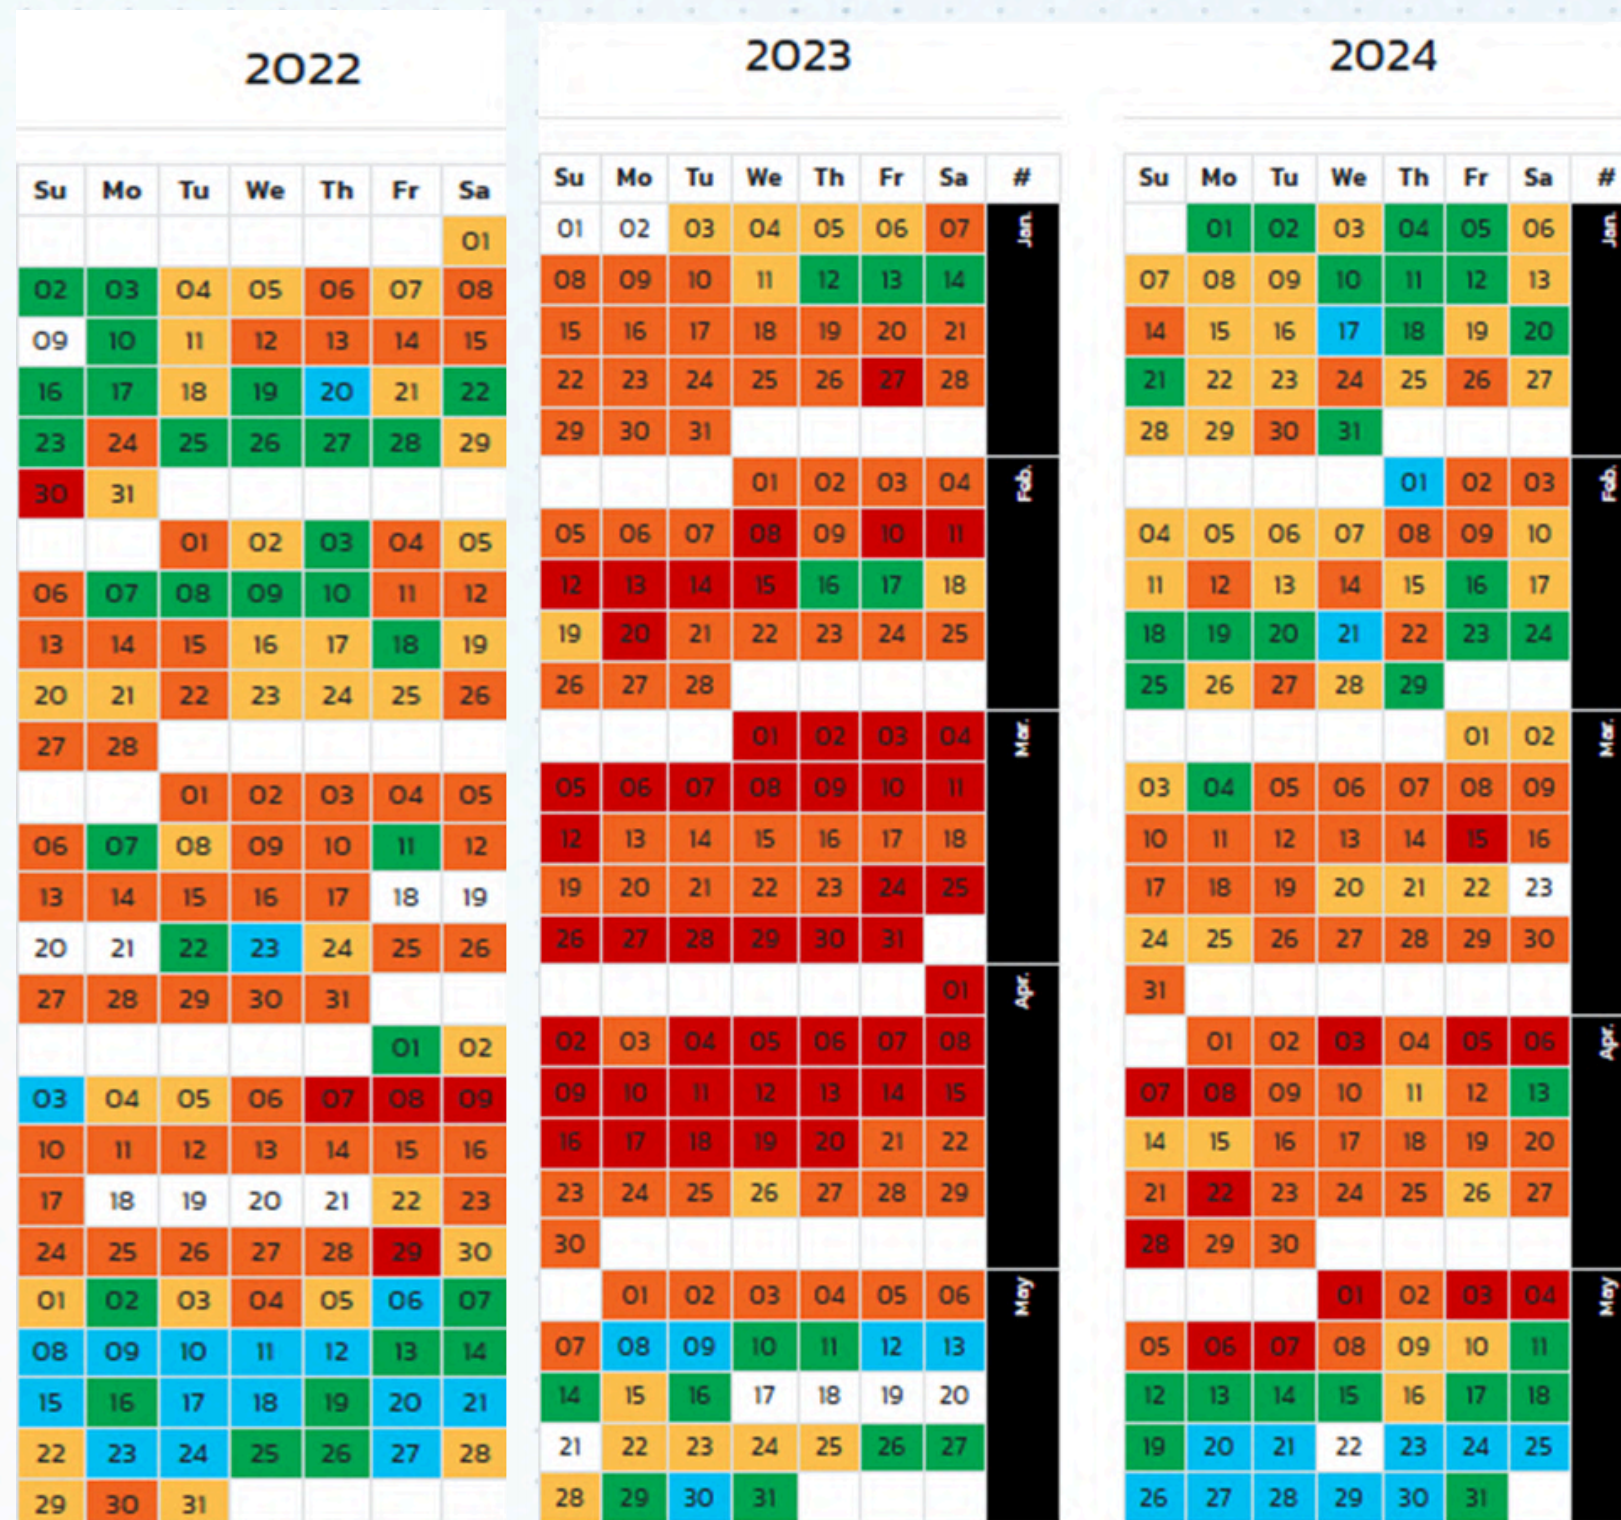 2022
Su Mo Tu We Th Fr Sa
01
02 03 04 05 06 07 08
09 10 11 12 13 14 15
16 17 18 19 20 21 22
23 24 25 26 27 28 29
30 31
01 02 03 04 05
06 07 08 09 10 11 12
13 14 15 16 17 18 19
20 21 22 23 24 25 26
27 28
01 02 03 04 05
06 07 08 09 10 11 12
13 14 15 16 17 18 19
20 21 22 23 24 25 26
27 28 29 30 31
01 02
03 04 05 06 07 08 09
10 11 12 13 14 15 16
17 18 19 20 21 22 23
24 25 26 27 28 29 30
01 02 03 04 05 06 07
08 09 10 11 12 13 14
15 16 17 18 19 20 21
22 23 24 25 26 27 28
29 30 31
2023
Su Mo Tu We Th Fr Sa #
01 02 03 04 05 06 07 Jan.
08 09 10 11 12 13 14
15 16 17 18 19 20 21
22 23 24 25 26 27 28
29 30 31
01 02 03 04 Feb.
05 06 07 08 09 10 11
12 13 14 15 16 17 18
19 20 21 22 23 24 25
26 27 28
01 02 03 04 Mar.
05 06 07 08 09 10 11
12 13 14 15 16 17 18
19 20 21 22 23 24 25
26 27 28 29 30 31
01 Apr.
02 03 04 05 06 07 08
09 10 11 12 13 14 15
16 17 18 19 20 21 22
23 24 25 26 27 28 29
30
01 02 03 04 05 06 May
07 08 09 10 11 12 13
14 15 16 17 18 19 20
21 22 23 24 25 26 27
28 29 30 31
2024
Su Mo Tu We Th Fr Sa #
01 02 03 04 05 06 Jan.
07 08 09 10 11 12 13
14 15 16 17 18 19 20
21 22 23 24 25 26 27
28 29 30 31
01 02 03 Feb.
04 05 06 07 08 09 10
11 12 13 14 15 16 17
18 19 20 21 22 23 24
25 26 27 28 29
01 02 Mar.
03 04 05 06 07 08 09
10 11 12 13 14 15 16
17 18 19 20 21 22 23
24 25 26 27 28 29 30
31
01 02 03 04 05 06 Apr.
07 08 09 10 11 12 13
14 15 16 17 18 19 20
21 22 23 24 25 26 27
28 29 30
01 02 03 04 May
05 06 07 08 09 10 11
12 13 14 15 16 17 18
19 20 21 22 23 24 25
26 27 28 29 30 31